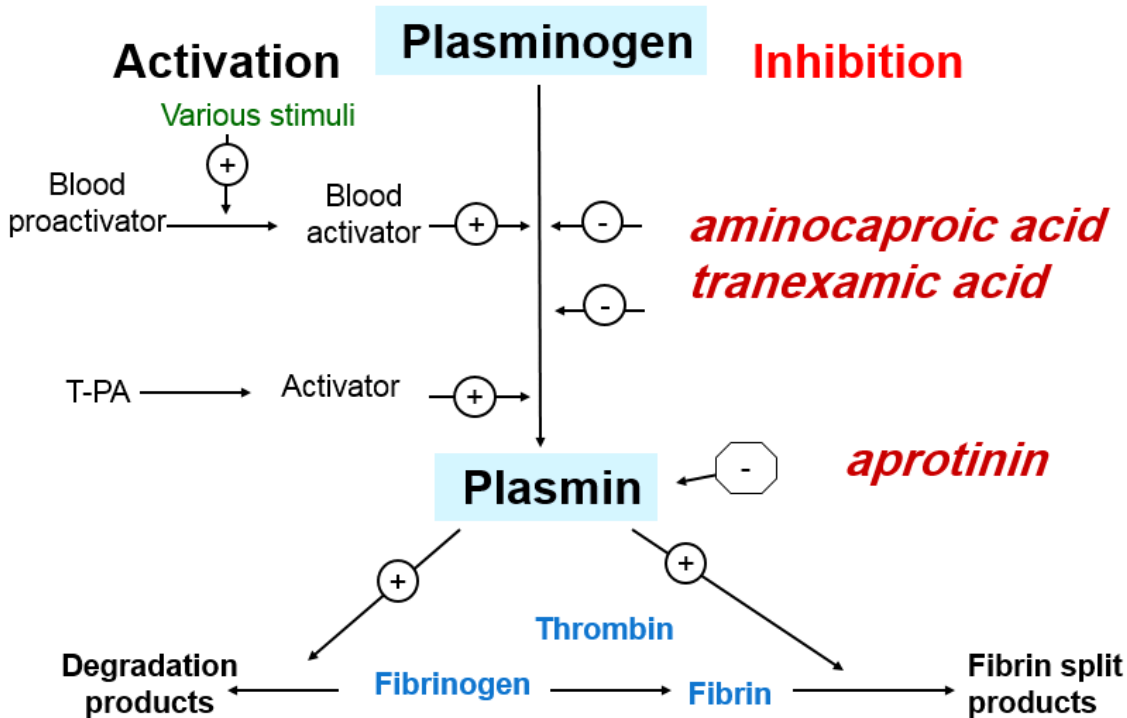 Plasminogen
Activation
Inhibition
Various stimuli
+
Blood
proactivator
Blood
activator
+
-
aminocaproic acid
tranexamic acid
-
T-PA
Activator
+
aprotinin
-
Plasmin
+
+
Thrombin
Degradation
products
Fibrinogen
Fibrin
Fibrin split
products